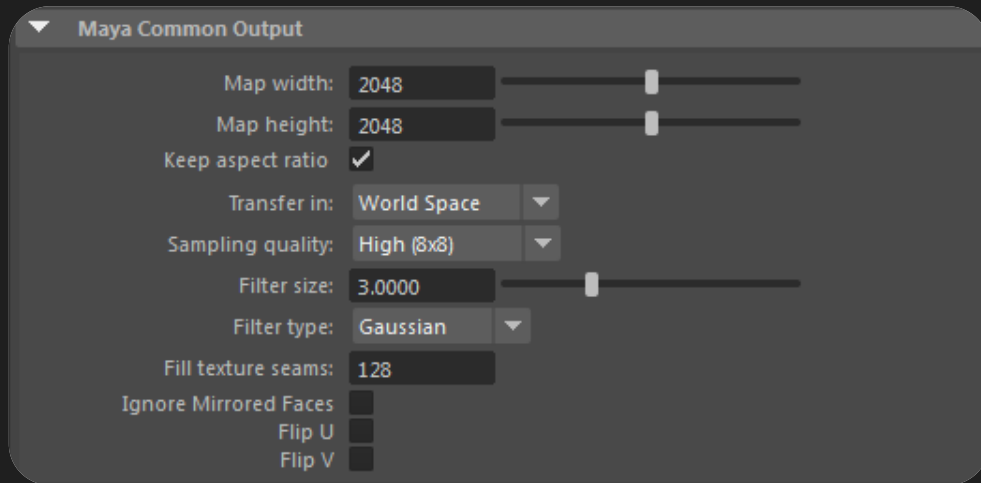 Maya Common Output
Map width: 2048
Map height: 2048
Keep aspect ratio
Transfer in: World Space
Sampling quality: High (8x8)
Filter size: 3.0000
Filter type: Gaussian
Fill texture seams: 128
Ignore Mirrored Faces
Flip U
Flip V